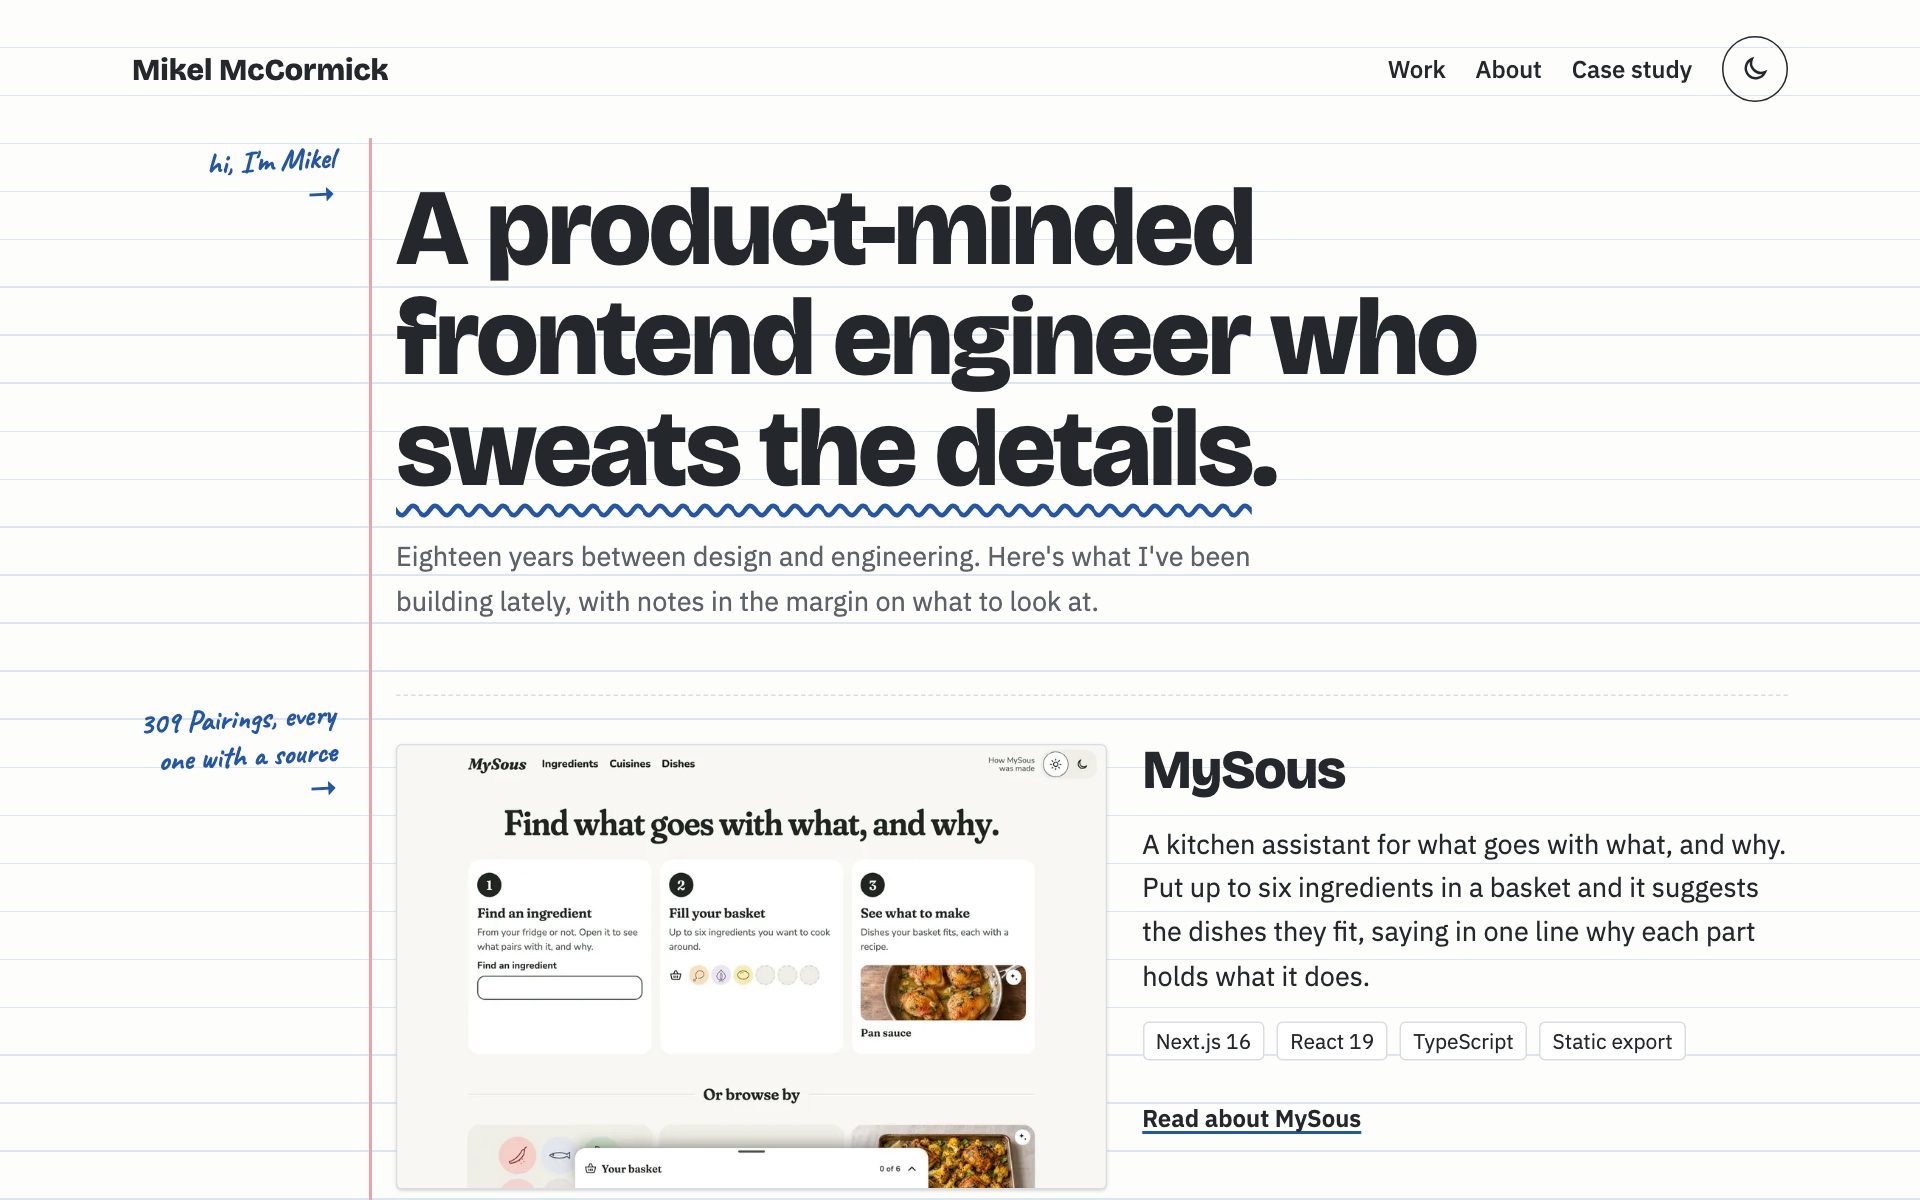 Mikel McCormick
Work About Case study
hi, I'm Mikel
→
A product-minded
frontend engineer who
sweats the details.
Eighteen years between design and engineering. Here's what I've been
building lately, with notes in the margin on what to look at.
309 Pairings, every
one with a source
→
MySous Ingredients Cuisines Dishes
How MySous
was made
Find what goes with what, and why.
1
Find an ingredient
From your fridge or not. Open it to see
what pairs with it, and why.
Find an ingredient
2
Fill your basket
Up to six ingredients you want to cook
around.
3
See what to make
Dishes your basket fits, each with a
recipe.
Pan sauce
Or browse by
Your basket 0 of 6
MySous
A kitchen assistant for what goes with what, and why.
Put up to six ingredients in a basket and it suggests
the dishes they fit, saying in one line why each part
holds what it does.
Next.js 16 React 19 TypeScript Static export
Read about MySous